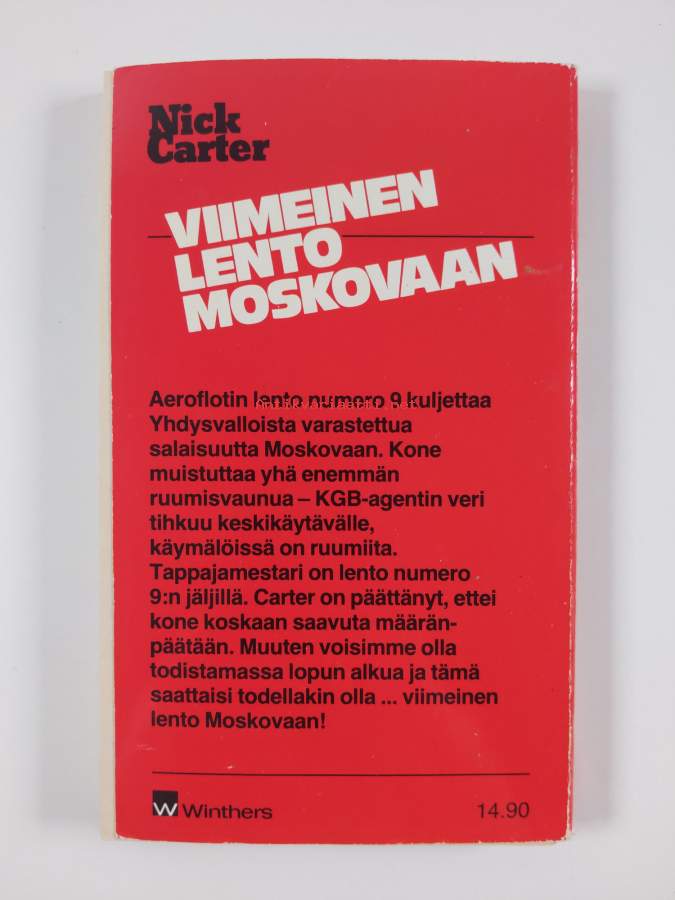 Nick
Carter
VIIMEINEN
LENTO
MOSKOVAAN
Aeroflotin lento numero 9 kuljettaa
Yhdysvalloista varastettua
salaisuutta Moskovaan. Kone
muistuttaa yhä enemmän
ruumisvaunua – KGB-agentin veri
tihkuu keskikäytävälle,
käymälöissä on ruumiita.
Tappajamestari on lento numero
9:n jäljillä. Carter on päättänyt, ettei
kone koskaan saavuta määrän-
päätään. Muuten voisimme olla
todistamassa lopun alkua ja tämä
saattaisi todellakin olla ... viimeinen
lento Moskovaan!
W Winthers
14.90